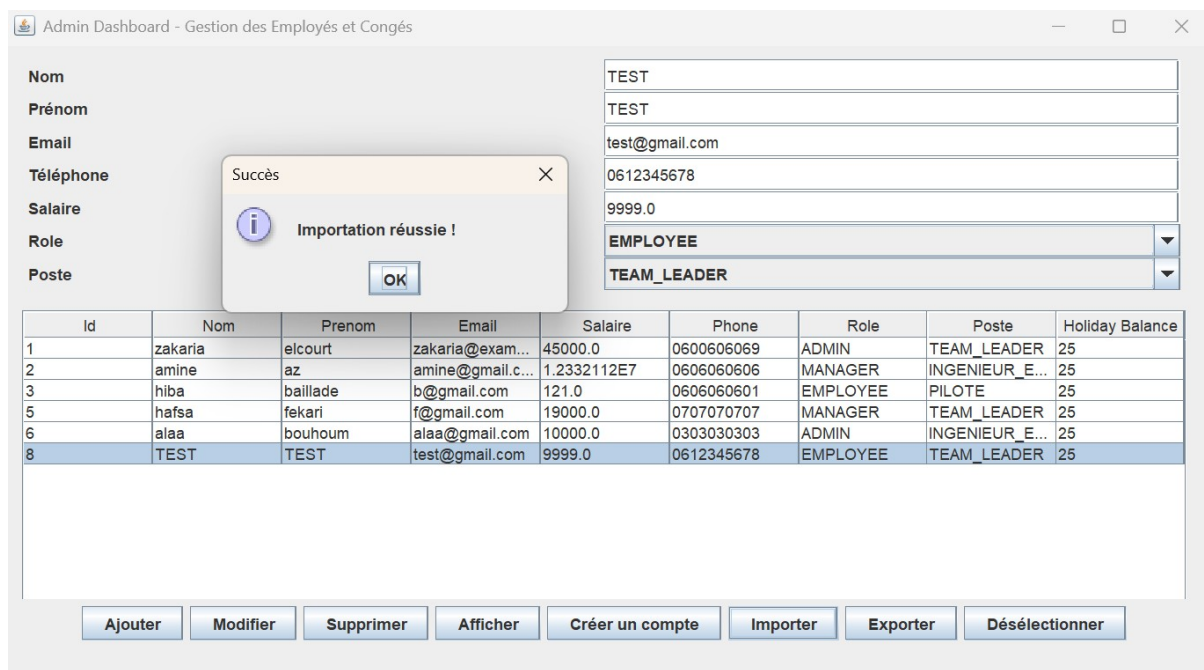 Admin Dashboard - Gestion des Employés et Congés
Nom TEST
Prénom TEST
Email test@gmail.com
Téléphone 0612345678
Salaire 9999.0
Role EMPLOYEE
Poste TEAM_LEADER
Succès
Importation réussie !
OK
Id Nom Prenom Email Salaire Phone Role Poste Holiday Balance
1 zakaria elcourt zakaria@exam... 45000.0 0600606069 ADMIN TEAM_LEADER 25
2 amine az amine@gmail.c... 1.2332112E7 0606060606 MANAGER INGENIEUR_E... 25
3 hiba baillade b@gmail.com 121.0 0606060601 EMPLOYEE PILOTE 25
5 hafsa fekari f@gmail.com 19000.0 0707070707 MANAGER TEAM_LEADER 25
6 alaa bouhoum alaa@gmail.com 10000.0 0303030303 ADMIN INGENIEUR_E... 25
8 TEST TEST test@gmail.com 9999.0 0612345678 EMPLOYEE TEAM_LEADER 25
Ajouter Modifier Supprimer Afficher Créer un compte Importer Exporter Désélectionner